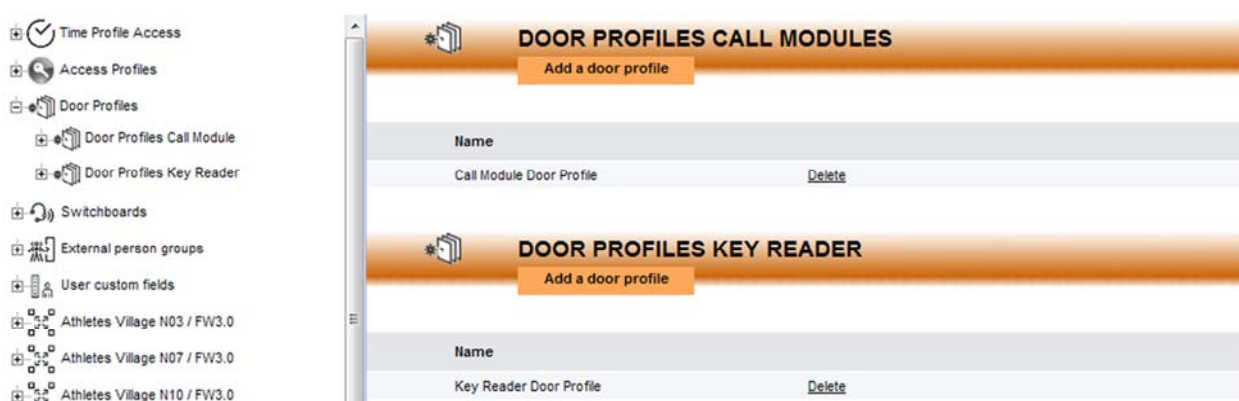 Time Profile Access
Access Profiles
Door Profiles
Door Profiles Call Module
Door Profiles Key Reader
Switchboards
External person groups
User custom fields
Athletes Village N03 / FW3.0
Athletes Village N07 / FW3.0
Athletes Village N10 / FW3.0
DOOR PROFILES CALL MODULES
Add a door profile
Name
Call Module Door Profile Delete
DOOR PROFILES KEY READER
Add a door profile
Name
Key Reader Door Profile Delete